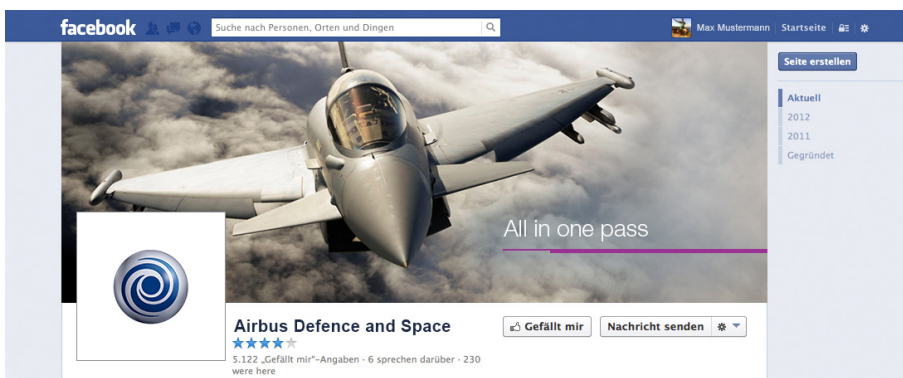 facebook
Suche nach Personen, Orten und Dingen
Max Mustermann
Startseite
Seite erstellen
Aktuell
2012
2011
Gegründet
All in one pass
Airbus Defence and Space
Gefällt mir
Nachricht senden
5.122 „Gefällt mir“-Angaben · 6 sprechen darüber · 230
were here